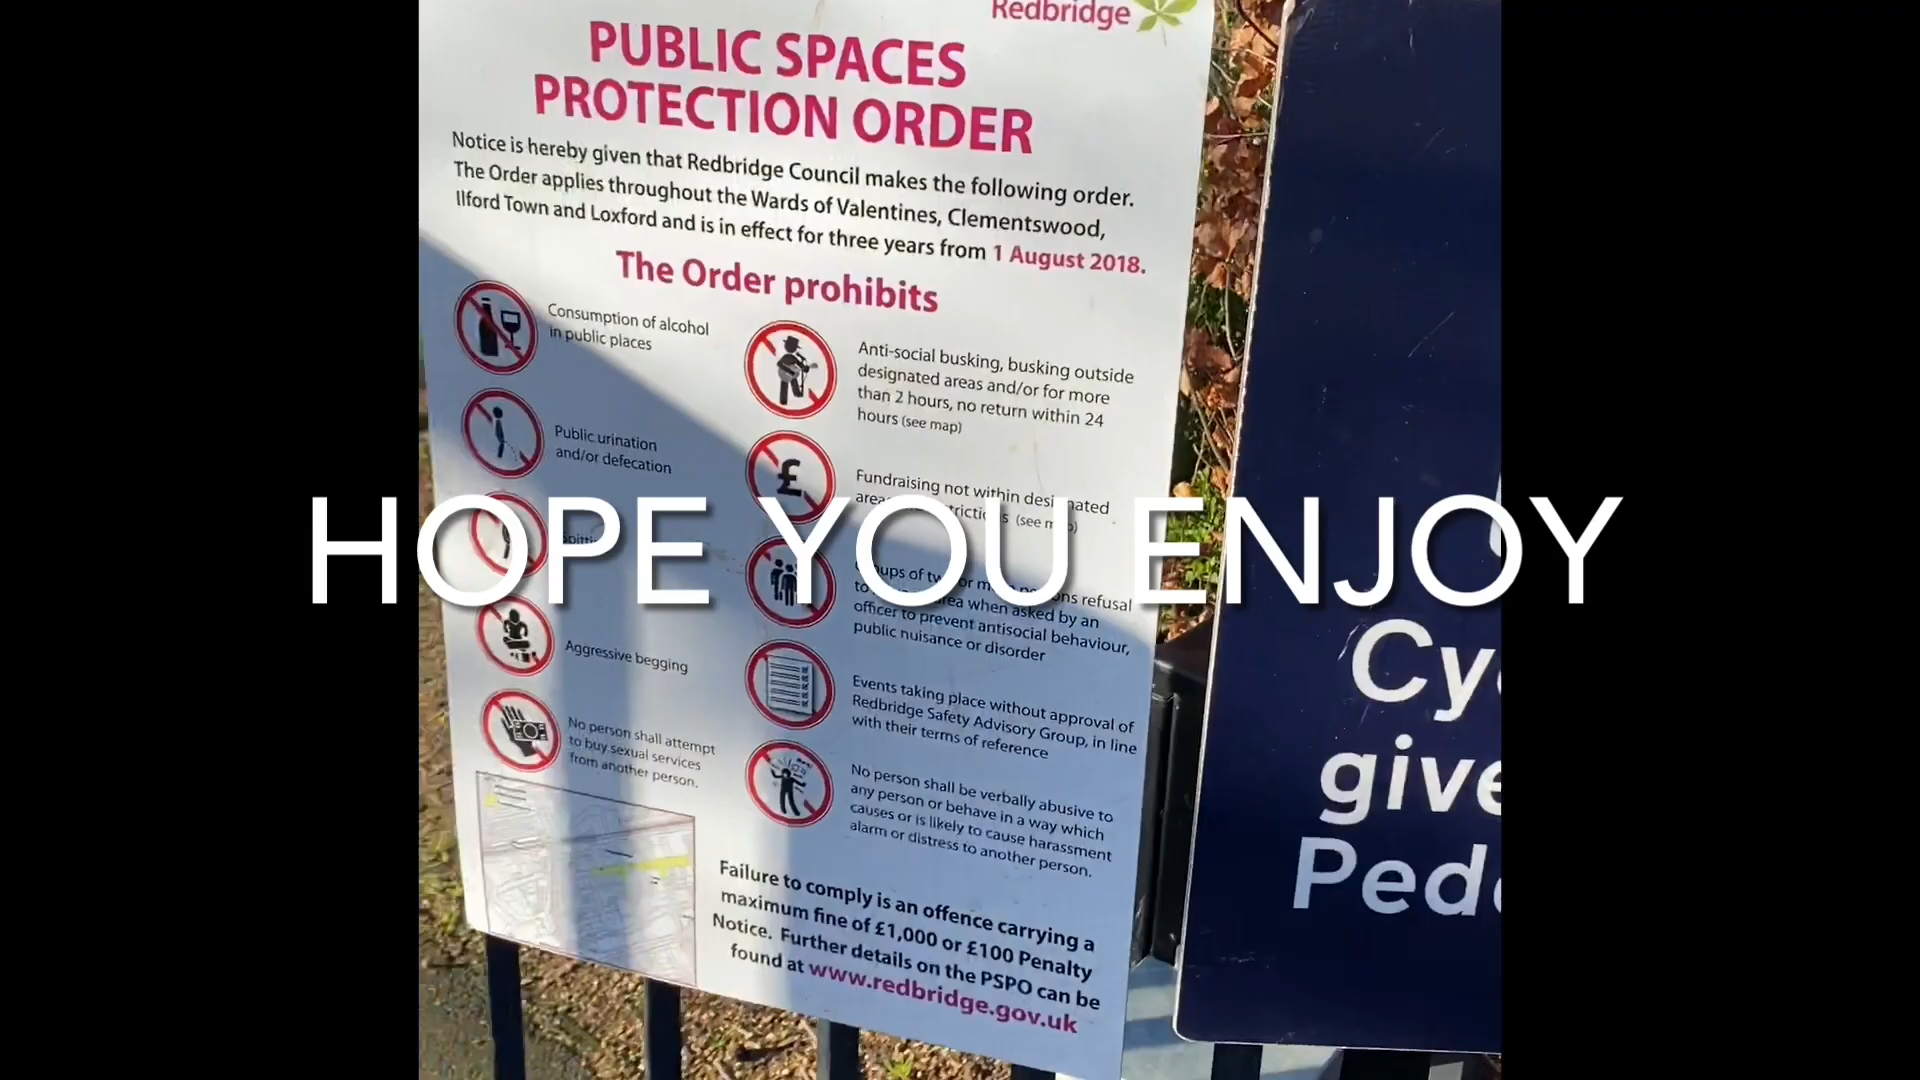 Redbridge
PUBLIC SPACES
PROTECTION ORDER
Notice is hereby given that Redbridge Council makes the following order.
The Order applies throughout the Wards of Valentines, Clementswood,
Ilford Town and Loxford and is in effect for three years from 1 August 2018.
The Order prohibits
Consumption of alcohol
in public places
Public urination
and/or defecation
Aggressive begging
No person shall attempt
to buy sexual services
from another person.
Anti-social busking, busking outside
designated areas and/or for more
than 2 hours, no return within 24
hours (see map)
£
Fundraising not within designated
(see map)
persons refusal
when asked by an
officer to prevent antisocial behaviour,
public nuisance or disorder
Events taking place without approval of
Redbridge Safety Advisory Group, in line
with their terms of reference
No person shall be verbally abusive to
any person or behave in a way which
causes or is likely to cause harassment
alarm or distress to another person.
Failure to comply is an offence carrying a
maximum fine of £1,000 or £100 Penalty
Notice. Further details on the PSPO can be
found at www.redbridge.gov.uk
HOPE YOU ENJOY
Cy
give
Ped